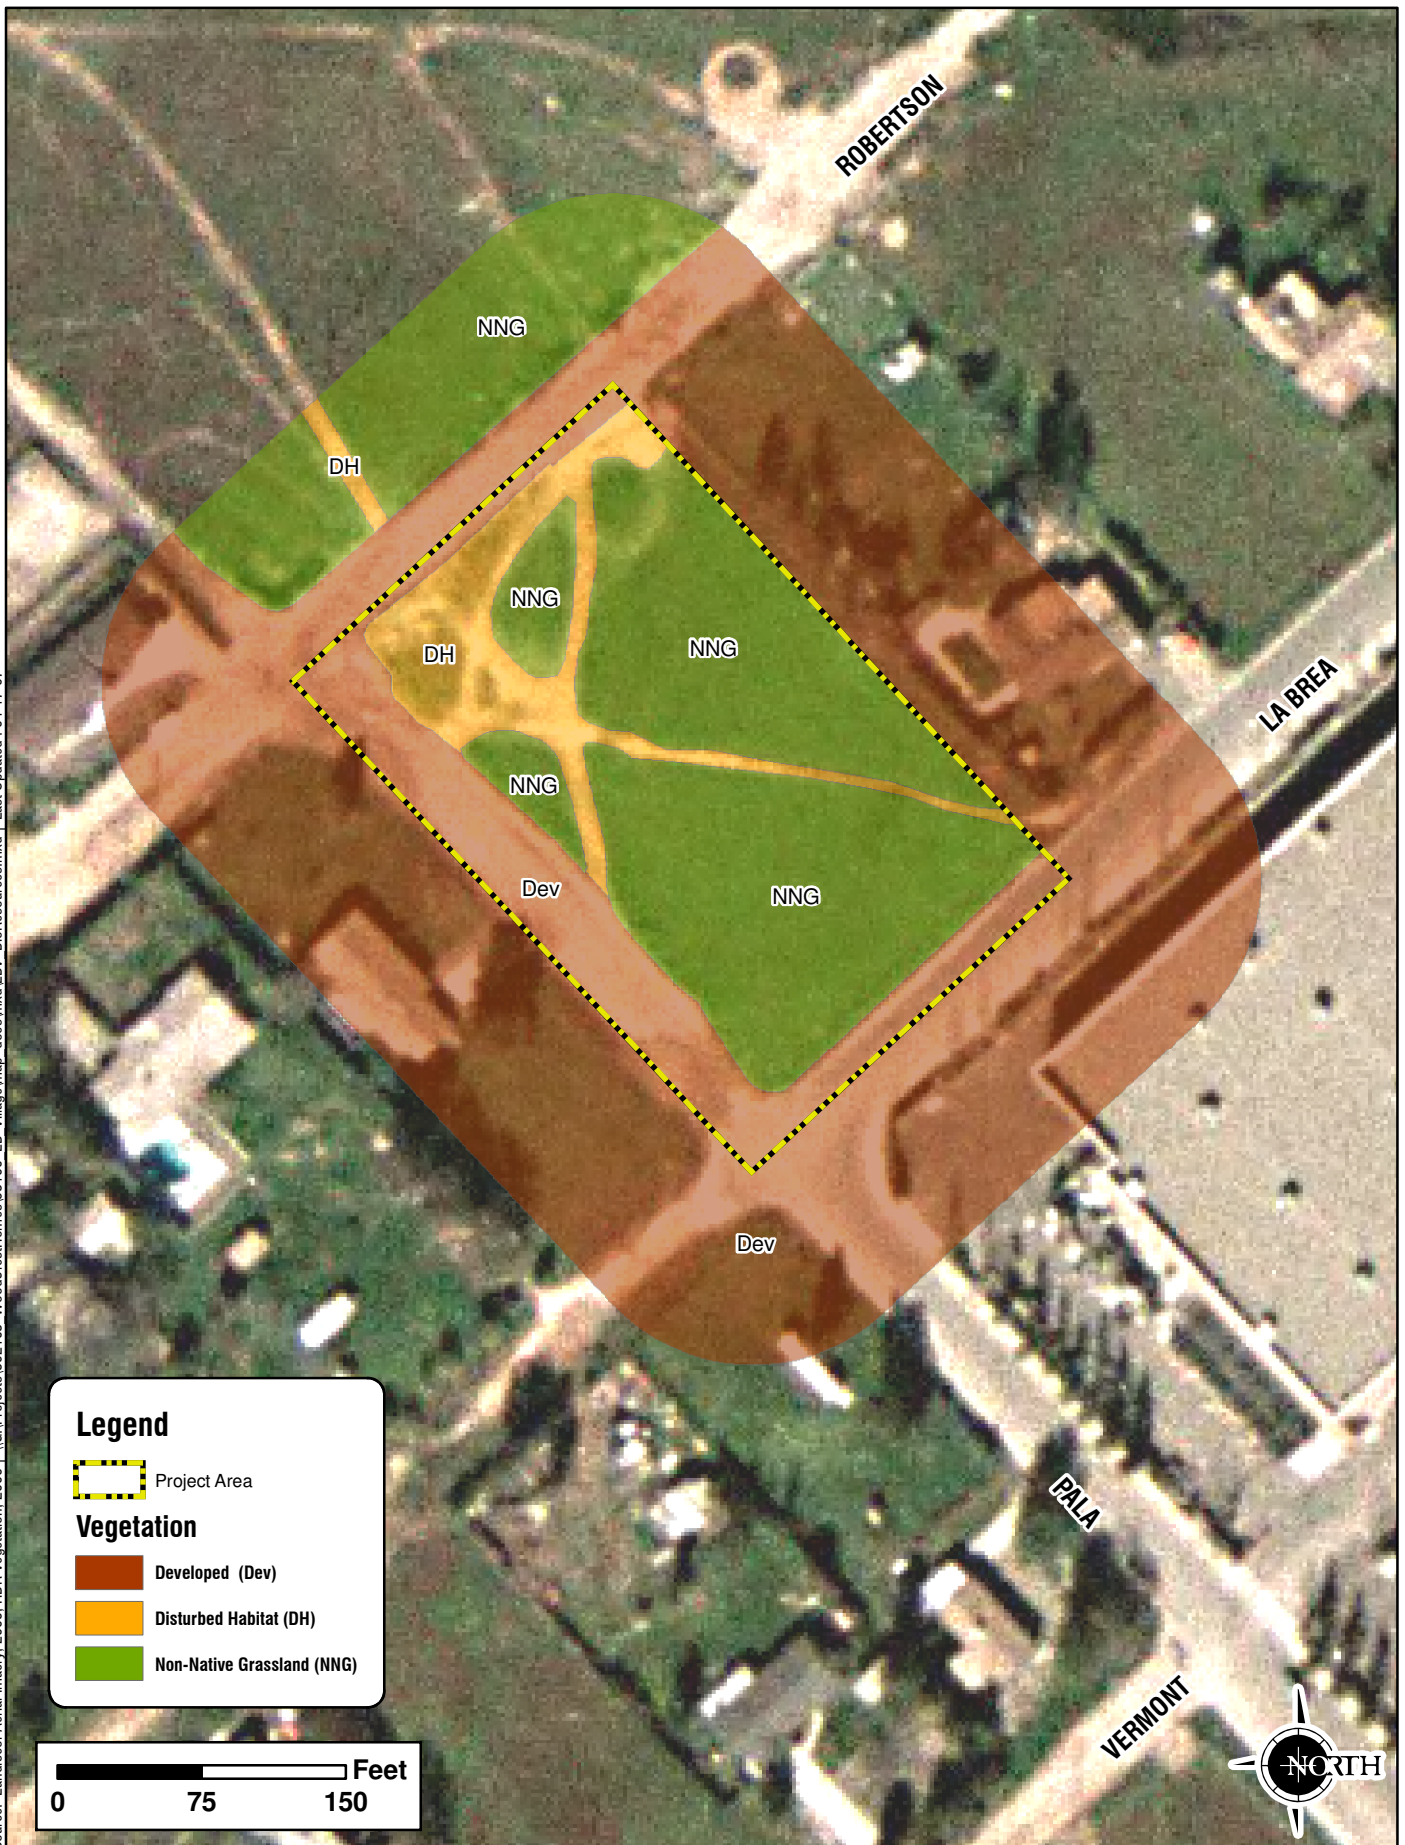 ROBERTSON
NNG
DH
NNG
NNG
DH
LA BREA
NNG
Dev
NNG
Dev
PALA
VERMONT
Legend
Project Area
Vegetation
Developed (Dev)
Disturbed Habitat (DH)
Non-Native Grassland (NNG)
Feet
0 75 150
NORTH